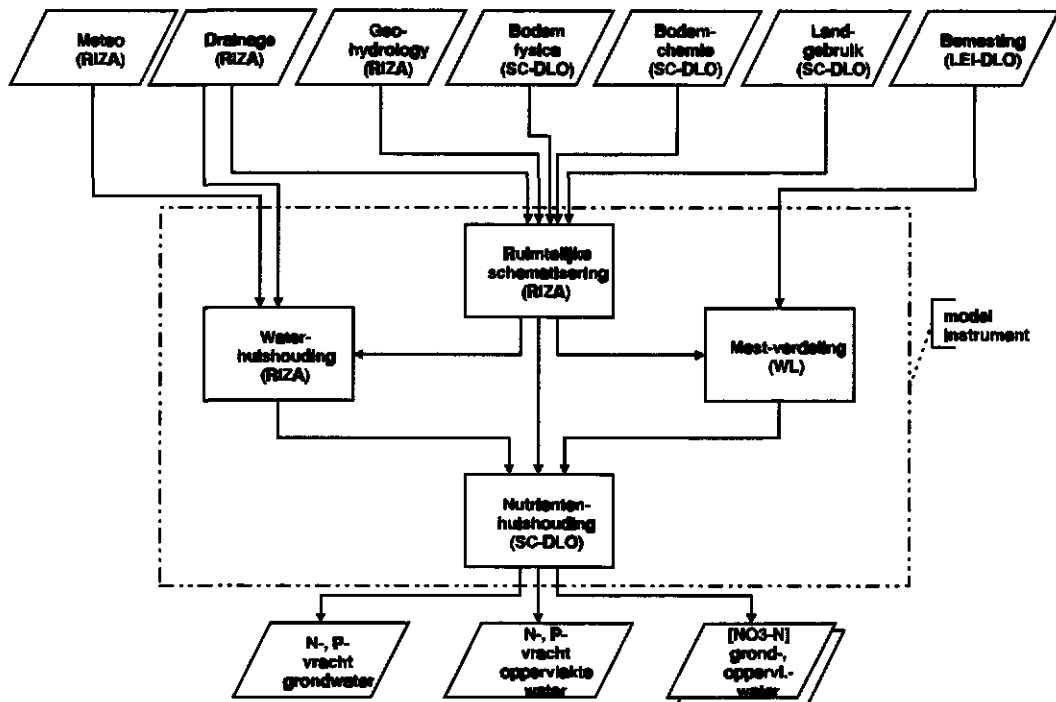 Meteo
(RIZA)
Drainage
(RIZA)
Geo-
hydrology
(RIZA)
Bodem
fysica
(SC-DLO)
Bodem-
chemie
(SC-DLO)
Land-
gebruik
(SC-DLO)
Bemesting
(LEI-DLO)
Ruimtelijke
schematisering
(RIZA)
Water-
huishouding
(RIZA)
Mest-verdeling
(WL)
model
instrument
Nutrienten-
huishouding
(SC-DLO)
N-, P-
vracht
grondwater
N-, P-
vracht
oppervlakte
water
[NO3-N]
grond-,
oppervl.-
water